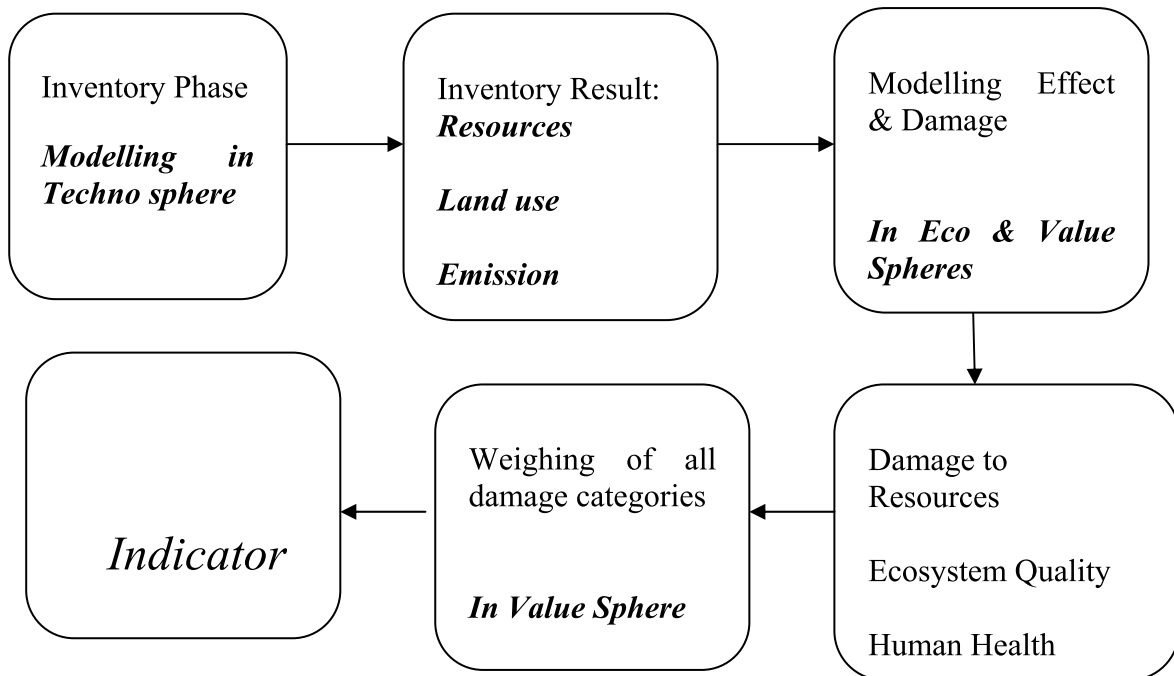 Inventory Phase
Modelling in
Techno sphere
Inventory Result:
Resources
Land use
Emission
Modelling Effect
& Damage
In Eco & Value
Spheres
Damage to
Resources
Ecosystem Quality
Human Health
Weighing of all
damage categories
In Value Sphere
Indicator